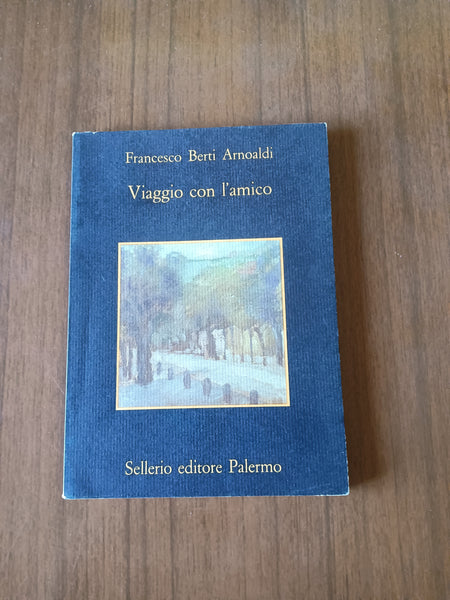 Francesco Berti Arnoaldi
Viaggio con l'amico
Sellerio editore Palermo